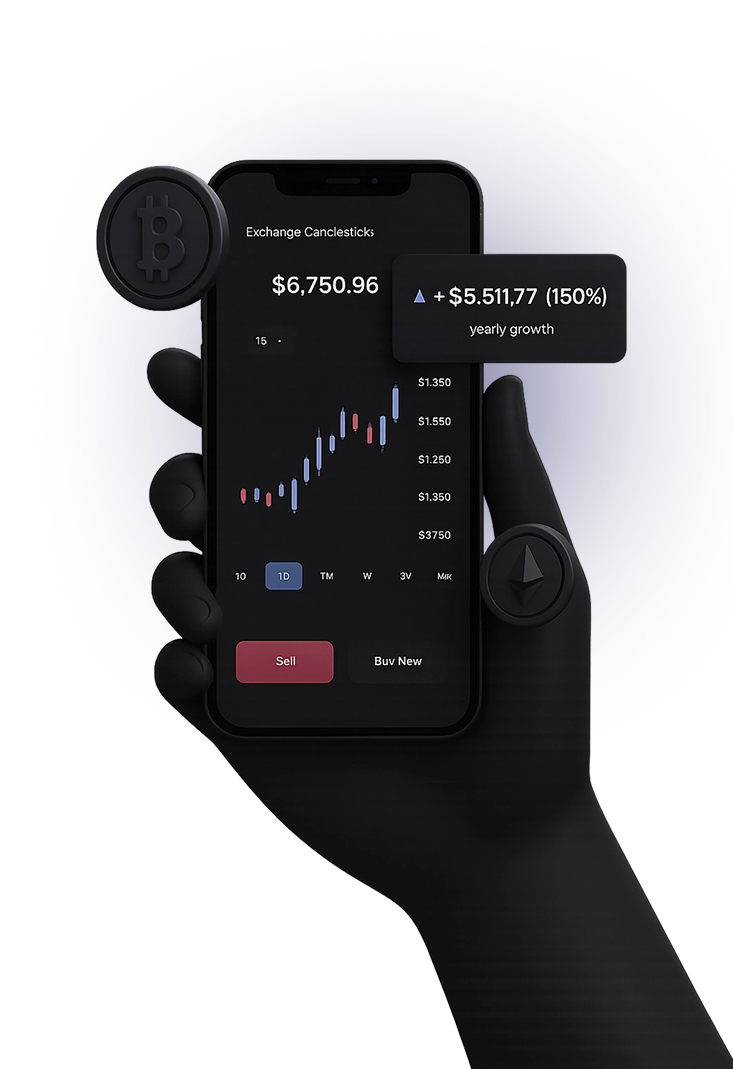 Exchange Canclesticks
$6,750.96
+$5.511,77 (150%)
yearly growth
15
$1.350
$1.550
$1.250
$1.350
$3750
10 1D TM W 3V
Sell Buv New